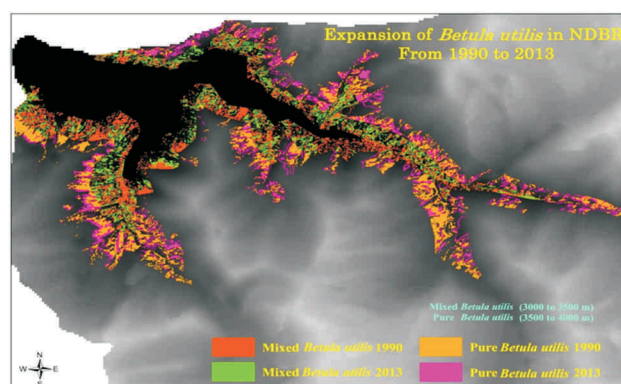 Expansion of Betula utilis in NDBR
From 1990 to 2013
Mixed Betula utilis (3000 to 3500 m)
Pure Betula utilis (3500 to 4000 m)
Mixed Betula utilis 1990
Pure Betula utilis 1990
Mixed Betula utilis 2013
Pure Betula utilis 2013
N
W E
S